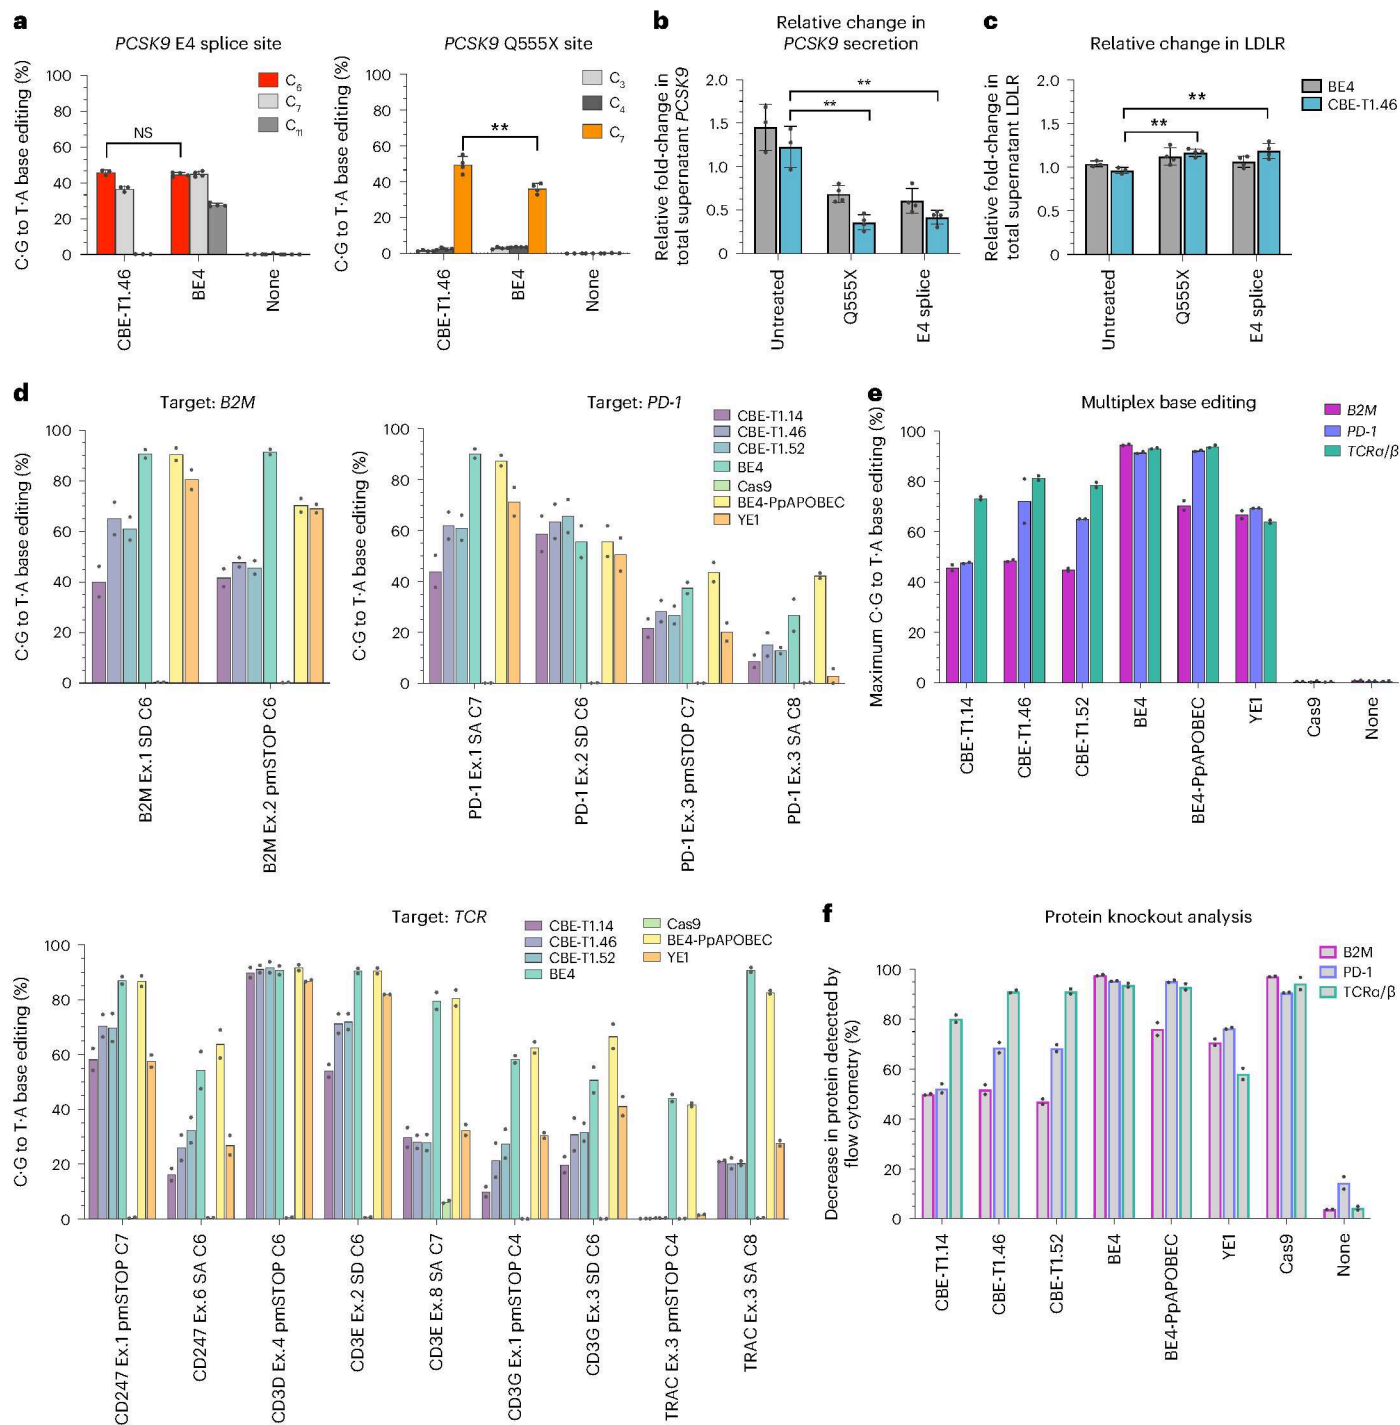 a
PCSK9 E4 splice site
C·G to T·A base editing (%)
100
80
60
40
20
0
NS
C6
C7
C11
CBE-T1.46
BE4
None
PCSK9 Q555X site
C·G to T·A base editing (%)
100
80
60
40
20
0
**
C3
C4
C7
CBE-T1.46
BE4
None
b
Relative change in
PCSK9 secretion
Relative fold-change in
total supernatant PCSK9
2.0
1.5
1.0
0.5
0
**
**
Untreated
Q555X
E4 splice
c
Relative change in LDLR
Relative fold-change in
total supernatant LDLR
2.0
1.5
1.0
0.5
0
**
**
BE4
CBE-T1.46
Untreated
Q555X
E4 splice
d
Target: B2M
C·G to T·A base editing (%)
100
80
60
40
20
0
B2M Ex.1 SD C6
B2M Ex.2 pmSTOP C6
Target: PD-1
C·G to T·A base editing (%)
100
80
60
40
20
0
CBE-T1.14
CBE-T1.46
CBE-T1.52
BE4
Cas9
BE4-PpAPOBEC
YE1
PD-1 Ex.1 SA C7
PD-1 Ex.2 SD C6
PD-1 Ex.3 pmSTOP C7
PD-1 Ex.3 SA C8
e
Multiplex base editing
Maximum C·G to T·A base editing (%)
100
80
60
40
20
0
B2M
PD-1
TCRα/β
CBE-T1.14
CBE-T1.46
CBE-T1.52
BE4
BE4-PpAPOBEC
YE1
Cas9
None
Target: TCR
C·G to T·A base editing (%)
100
80
60
40
20
0
CBE-T1.14
CBE-T1.46
CBE-T1.52
BE4
Cas9
BE4-PpAPOBEC
YE1
CD247 Ex.1 pmSTOP C7
CD247 Ex.6 SA C6
CD3D Ex.4 pmSTOP C6
CD3E Ex.2 SD C6
CD3E Ex.8 SA C7
CD3G Ex.1 pmSTOP C4
CD3G Ex.3 SD C6
TRAC Ex.3 pmSTOP C4
TRAC Ex.3 SA C8
f
Protein knockout analysis
Decrease in protein detected by
flow cytometry (%)
100
80
60
40
20
0
B2M
PD-1
TCRα/β
CBE-T1.14
CBE-T1.46
CBE-T1.52
BE4
BE4-PpAPOBEC
YE1
Cas9
None